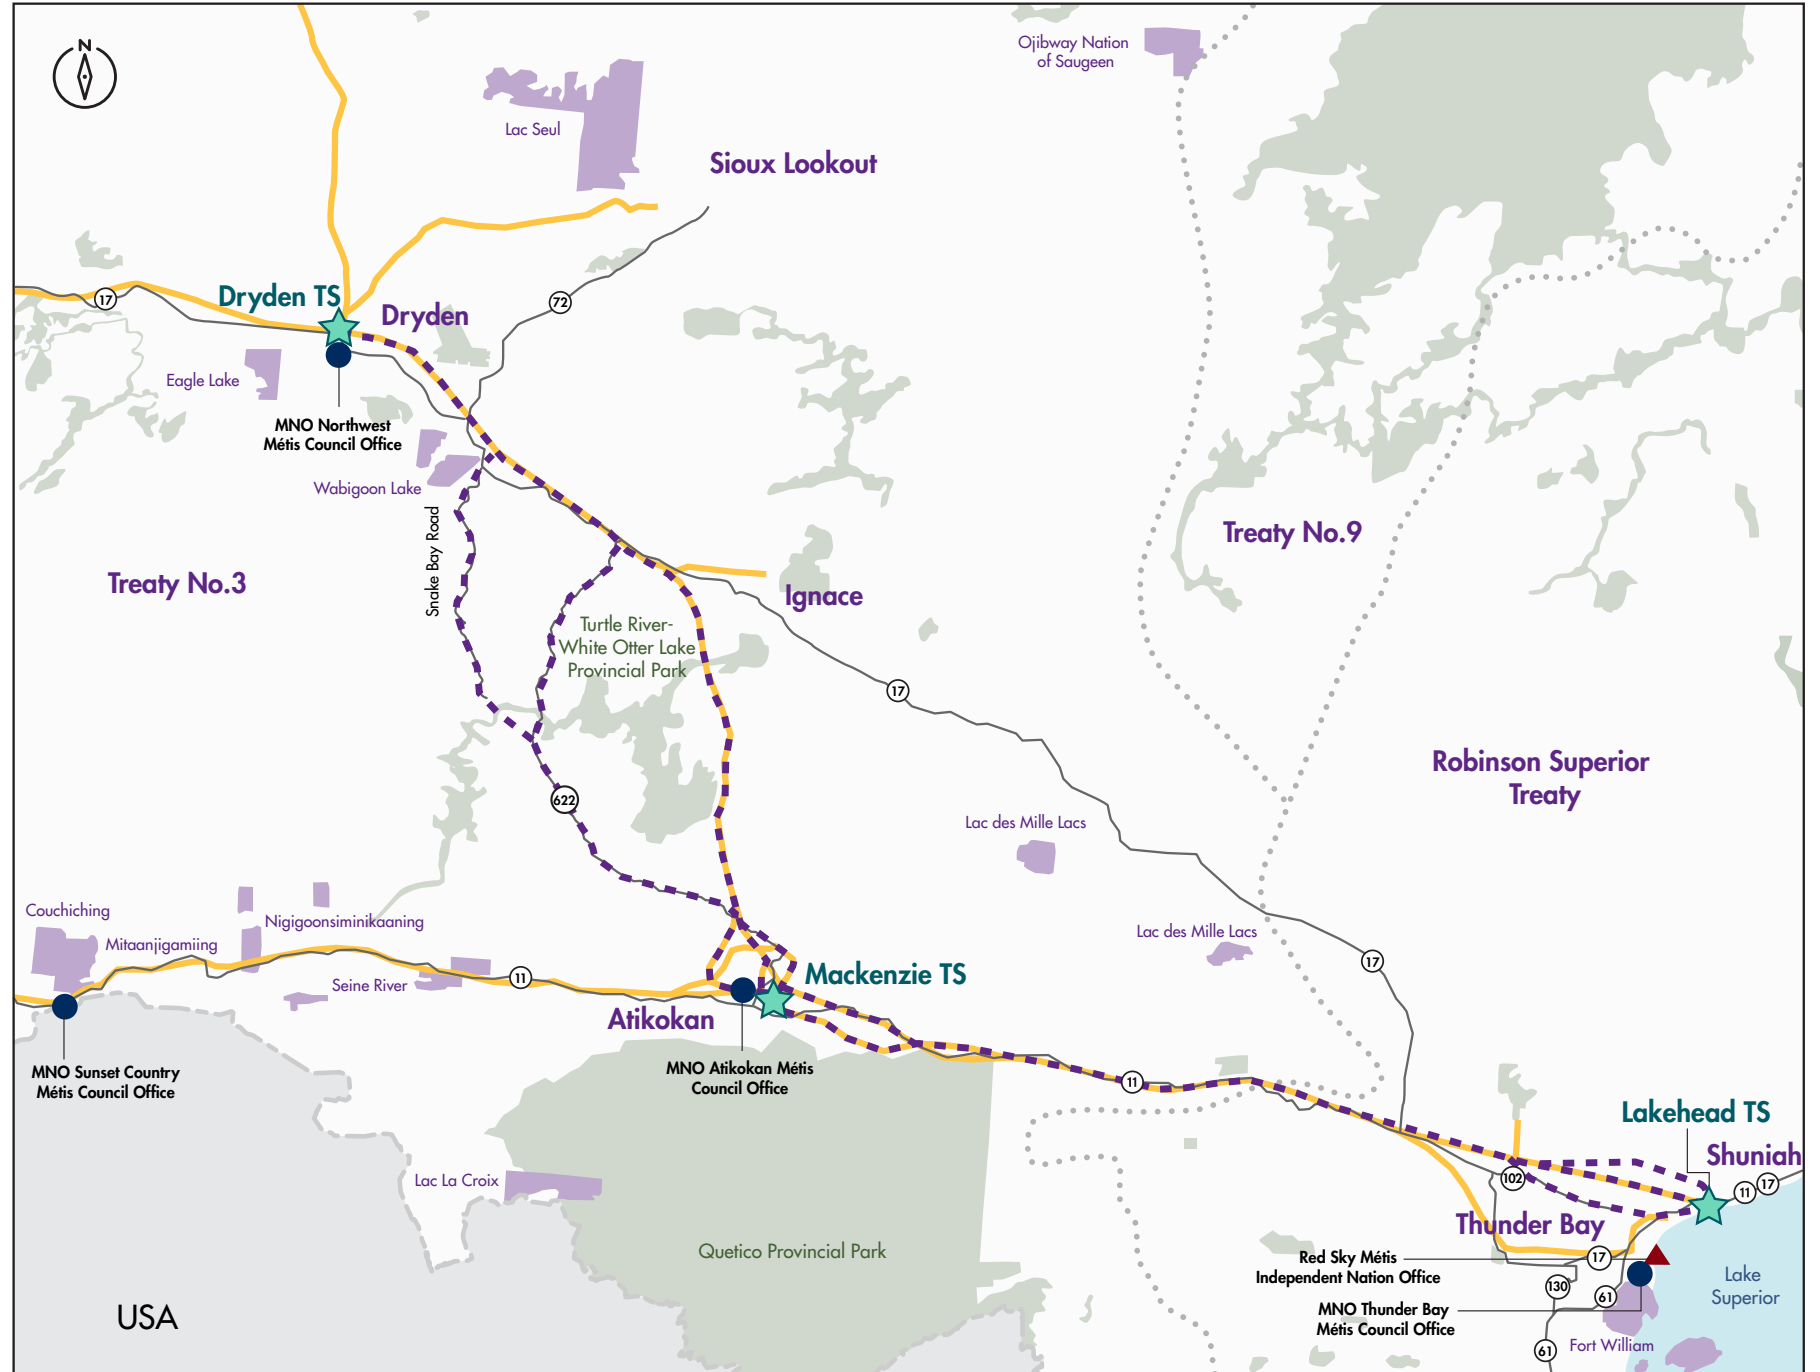 N
Ojibway Nation
of Saugeen
Lac Seul
Sioux Lookout
17
Dryden TS
Dryden
72
Eagle Lake
MNO Northwest
Métis Council Office
Wabigoon Lake
Snake Bay Road
Treaty No.9
Treaty No.3
Ignace
Turtle River-
White Otter Lake
Provincial Park
17
Robinson Superior
Treaty
622
Lac des Mille Lacs
Couchiching
Nigigoonsiminikaaning
Mitaanjigamiing
Lac des Mille Lacs
17
Seine River
11
Mackenzie TS
Atikokan
MNO Sunset Country
Métis Council Office
MNO Atikokan Métis
Council Office
11
Lakehead TS
Shuniah
Lac La Croix
102
11
17
Thunder Bay
Quetico Provincial Park
Red Sky Métis
Independent Nation Office
17
130
61
Lake
Superior
MNO Thunder Bay
Métis Council Office
USA
61
Fort William